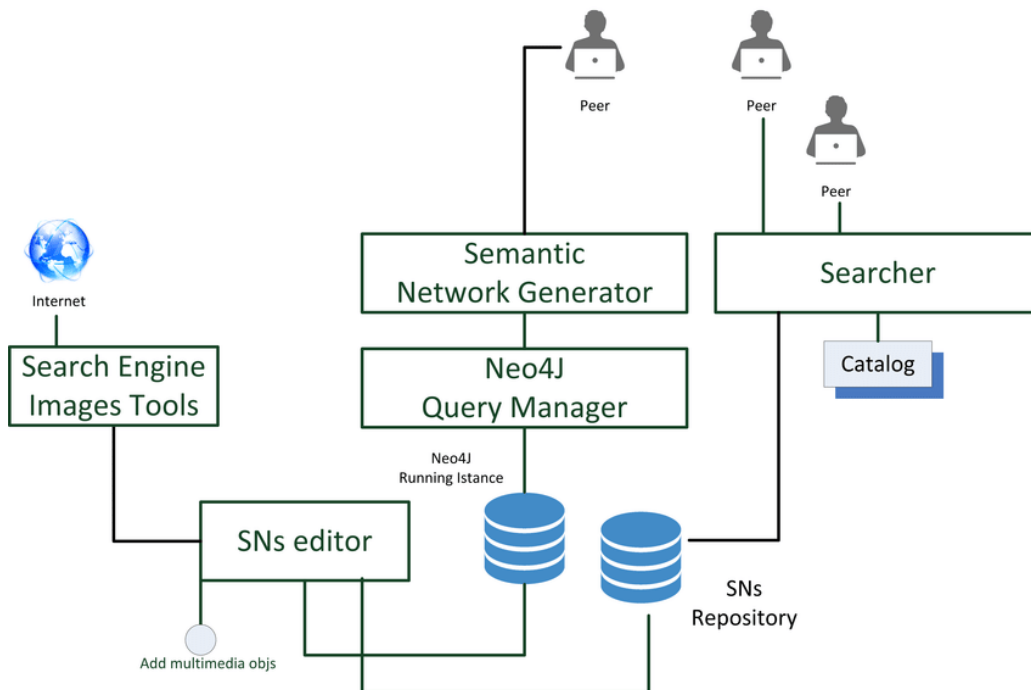 Peer
Peer
Peer
Internet
Semantic
Network Generator
Searcher
Search Engine
Images Tools
Neo4J
Query Manager
Catalog
Neo4J
Running Istance
SNs editor
SNs
Repository
Add multimedia objs